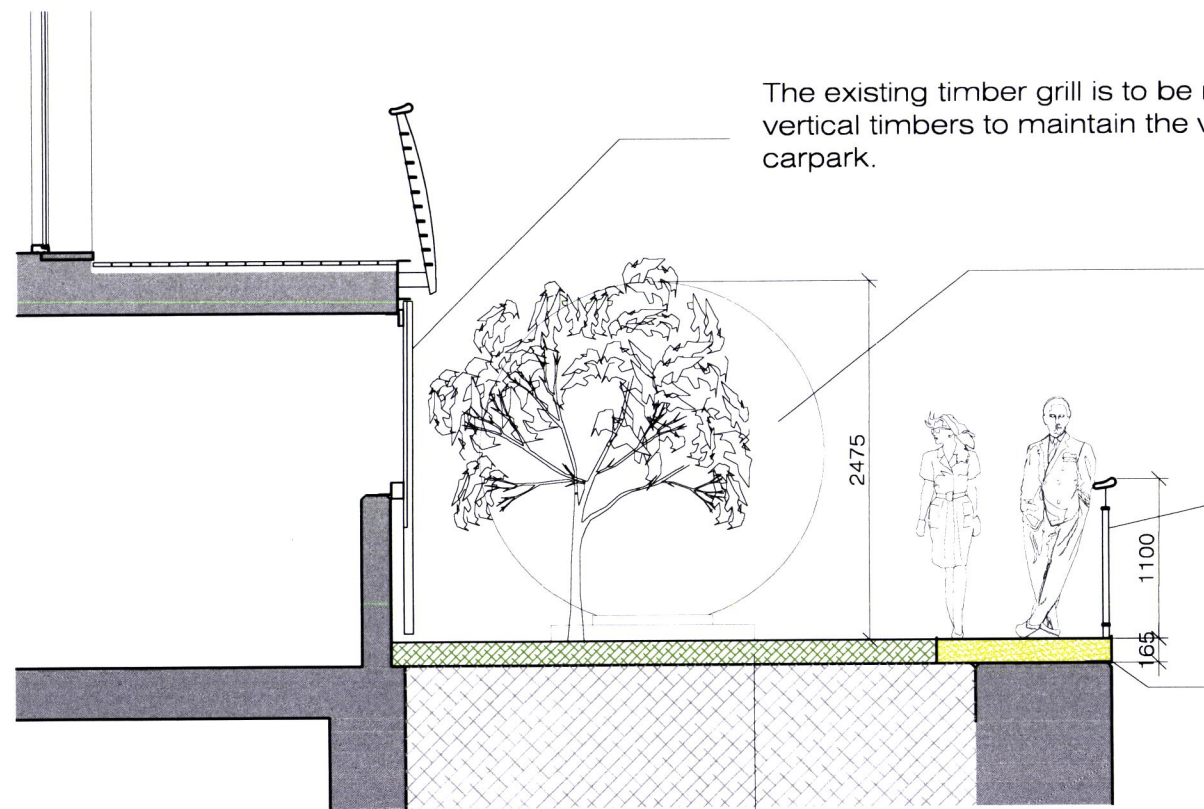 The existing timber grill is to be
vertical timbers to maintain the
carpark.
2475
1100
165